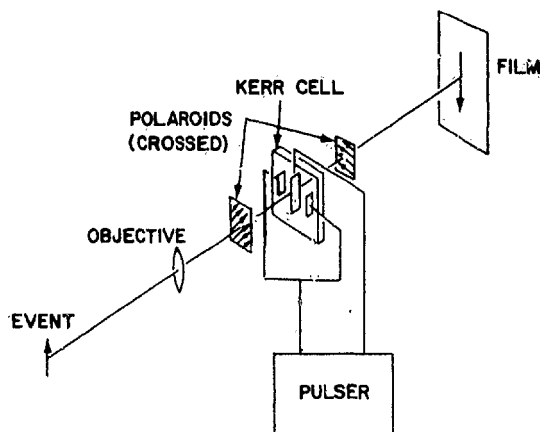 FILM
KERR CELL
POLAROIDS
(CROSSED)
OBJECTIVE
EVENT
PULSER